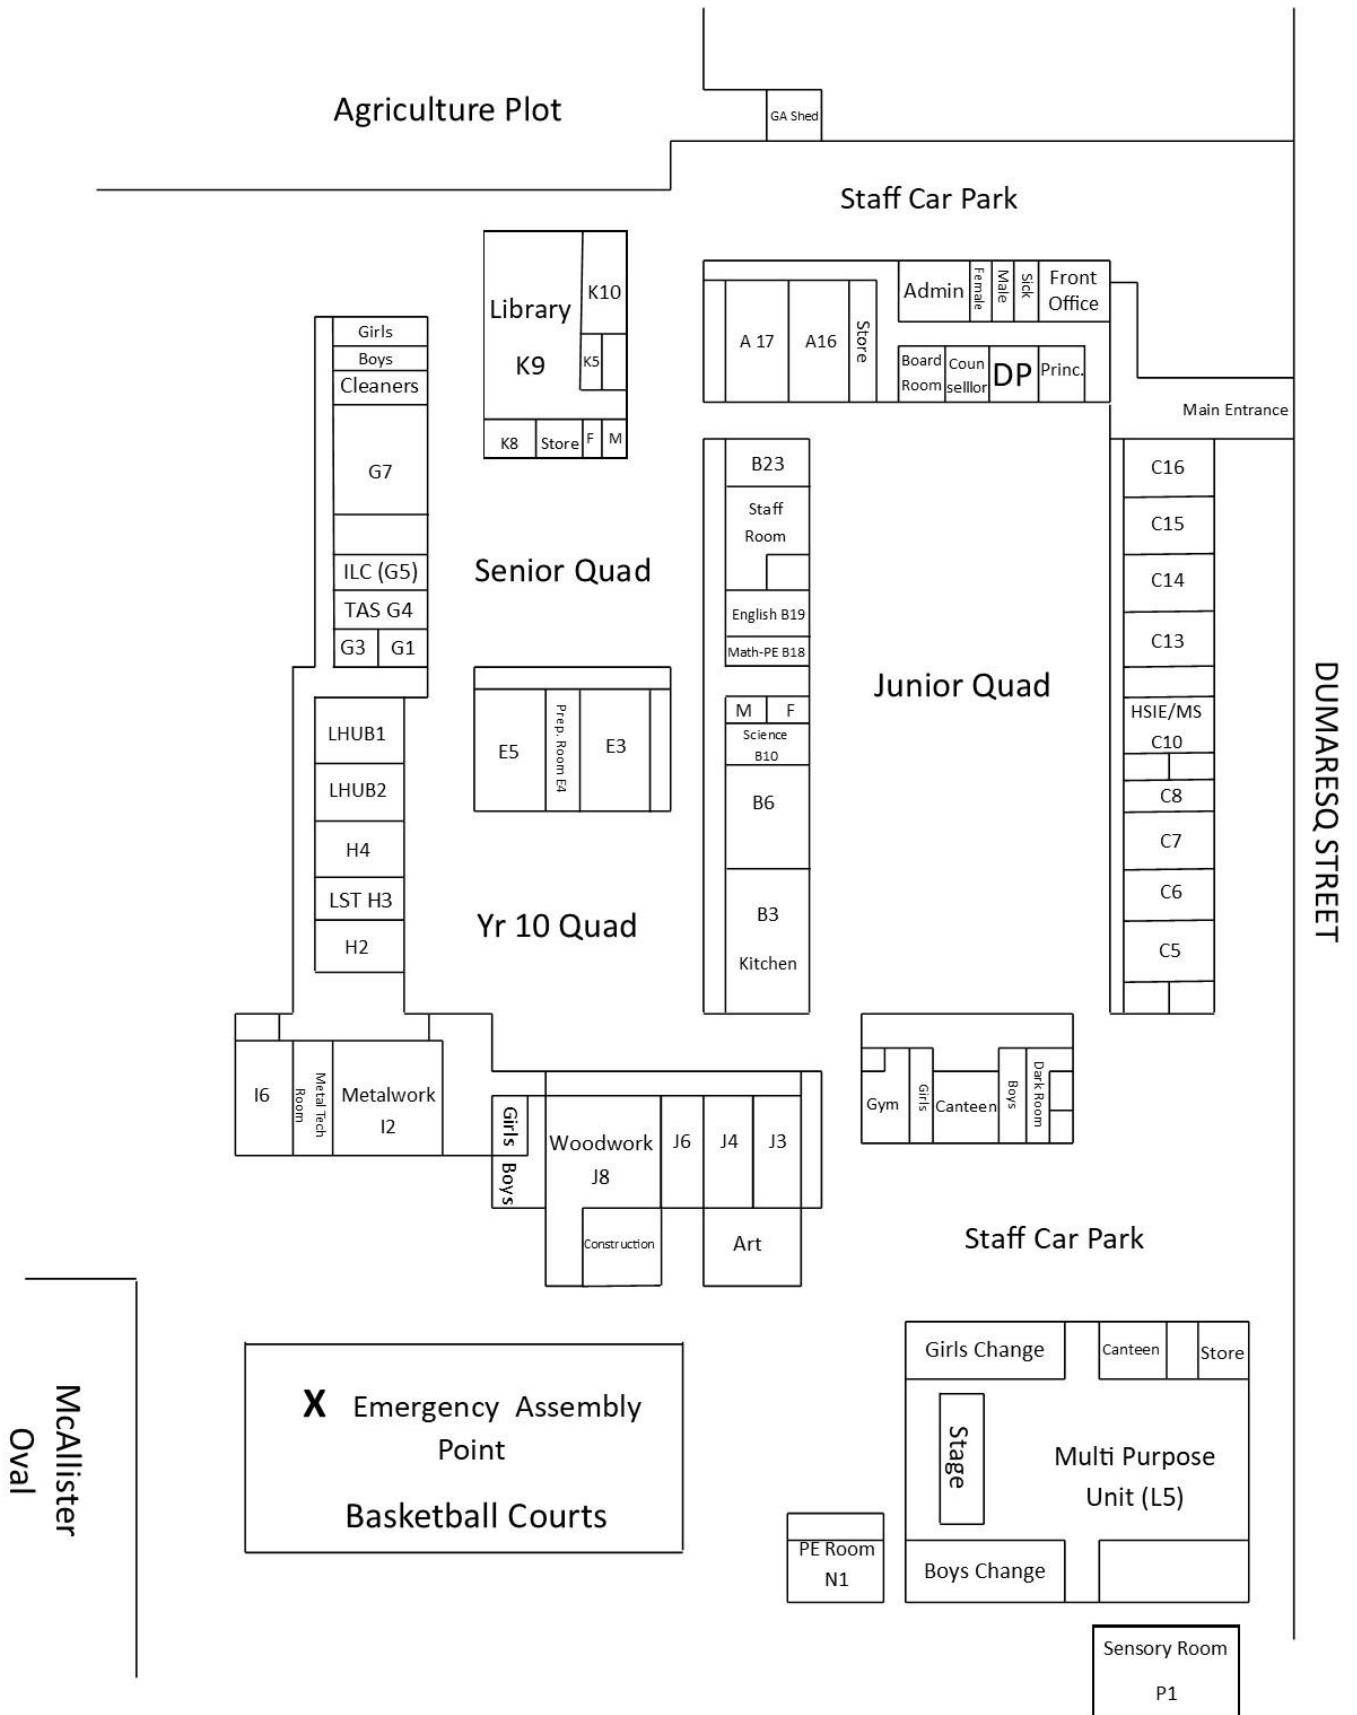 Agriculture Plot
GA Shed
Staff Car Park
Library
K9
K10
K5
K8
Store
F
M
A 17
A16
Store
Admin
Female
Male
Sick
Front
Office
Board
Room
Coun
selllor
DP
Princ.
Main Entrance
Girls
Boys
Cleaners
G7
ILC (G5)
TAS G4
G3
G1
Senior Quad
B23
Staff
Room
English B19
Math-PE B18
M
F
Science
B10
B6
B3
Kitchen
Junior Quad
C16
C15
C14
C13
HSIE/MS
C10
C8
C7
C6
C5
DUMARESQ STREET
LHUB1
LHUB2
H4
LST H3
H2
E5
Prep. Room E4
E3
Yr 10 Quad
I6
Metal Tech
Room
Metalwork
I2
Girls
Boys
Woodwork
J8
J6
J4
J3
Construction
Art
Gym
Girls
Canteen
Boys
Dark Room
Staff Car Park
McAllister
Oval
X Emergency Assembly
Point
Basketball Courts
Girls Change
Canteen
Store
Stage
Multi Purpose
Unit (L5)
Boys Change
PE Room
N1
Sensory Room
P1